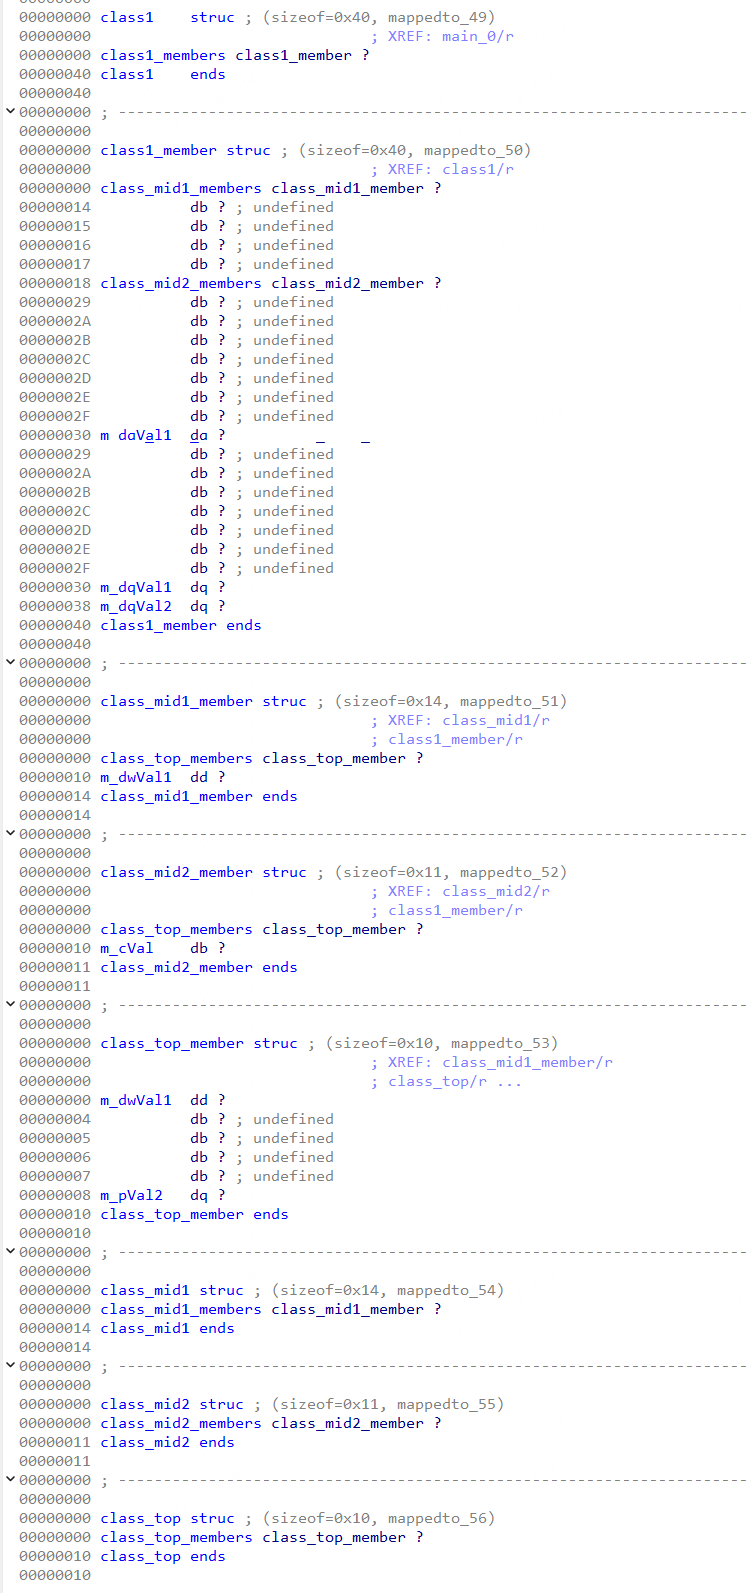 00000000 class1    struc ; (sizeof=0x40, mappedto_49)
00000000                               ; XREF: main_0/r
00000000 class1_members class1_member ?
00000040 class1    ends
00000040
00000000 ; ----------------------------------------------------------------------
00000000
00000000 class1_member struc ; (sizeof=0x40, mappedto_50)
00000000                               ; XREF: class1/r
00000000 class_mid1_members class_mid1_member ?
00000014           db ? ; undefined
00000015           db ? ; undefined
00000016           db ? ; undefined
00000017           db ? ; undefined
00000018 class_mid2_members class_mid2_member ?
00000029           db ? ; undefined
0000002A           db ? ; undefined
0000002B           db ? ; undefined
0000002C           db ? ; undefined
0000002D           db ? ; undefined
0000002E           db ? ; undefined
0000002F           db ? ; undefined
00000030 m_dqVal1  dq ?
00000029           db ? ; undefined
0000002A           db ? ; undefined
0000002B           db ? ; undefined
0000002C           db ? ; undefined
0000002D           db ? ; undefined
0000002E           db ? ; undefined
0000002F           db ? ; undefined
00000030 m_dqVal1  dq ?
00000038 m_dqVal2  dq ?
00000040 class1_member ends
00000040
00000000 ; ----------------------------------------------------------------------
00000000
00000000 class_mid1_member struc ; (sizeof=0x14, mappedto_51)
00000000                               ; XREF: class_mid1/r
00000000                               ; class1_member/r
00000000 class_top_members class_top_member ?
00000010 m_dwVal1  dd ?
00000014 class_mid1_member ends
00000014
00000000 ; ----------------------------------------------------------------------
00000000
00000000 class_mid2_member struc ; (sizeof=0x11, mappedto_52)
00000000                               ; XREF: class_mid2/r
00000000                               ; class1_member/r
00000000 class_top_members class_top_member ?
00000010 m_cVal    db ?
00000011 class_mid2_member ends
00000011
00000000 ; ----------------------------------------------------------------------
00000000
00000000 class_top_member struc ; (sizeof=0x10, mappedto_53)
00000000                               ; XREF: class_mid1_member/r
00000000                               ; class_top/r ...
00000000 m_dwVal1  dd ?
00000004           db ? ; undefined
00000005           db ? ; undefined
00000006           db ? ; undefined
00000007           db ? ; undefined
00000008 m_pVal2   dq ?
00000010 class_top_member ends
00000010
00000000 ; ----------------------------------------------------------------------
00000000
00000000 class_mid1 struc ; (sizeof=0x14, mappedto_54)
00000000 class_mid1_members class_mid1_member ?
00000014 class_mid1 ends
00000014
00000000 ; ----------------------------------------------------------------------
00000000
00000000 class_mid2 struc ; (sizeof=0x11, mappedto_55)
00000000 class_mid2_members class_mid2_member ?
00000011 class_mid2 ends
00000011
00000000 ; ----------------------------------------------------------------------
00000000
00000000 class_top struc ; (sizeof=0x10, mappedto_56)
00000000 class_top_members class_top_member ?
00000010 class_top ends
00000010